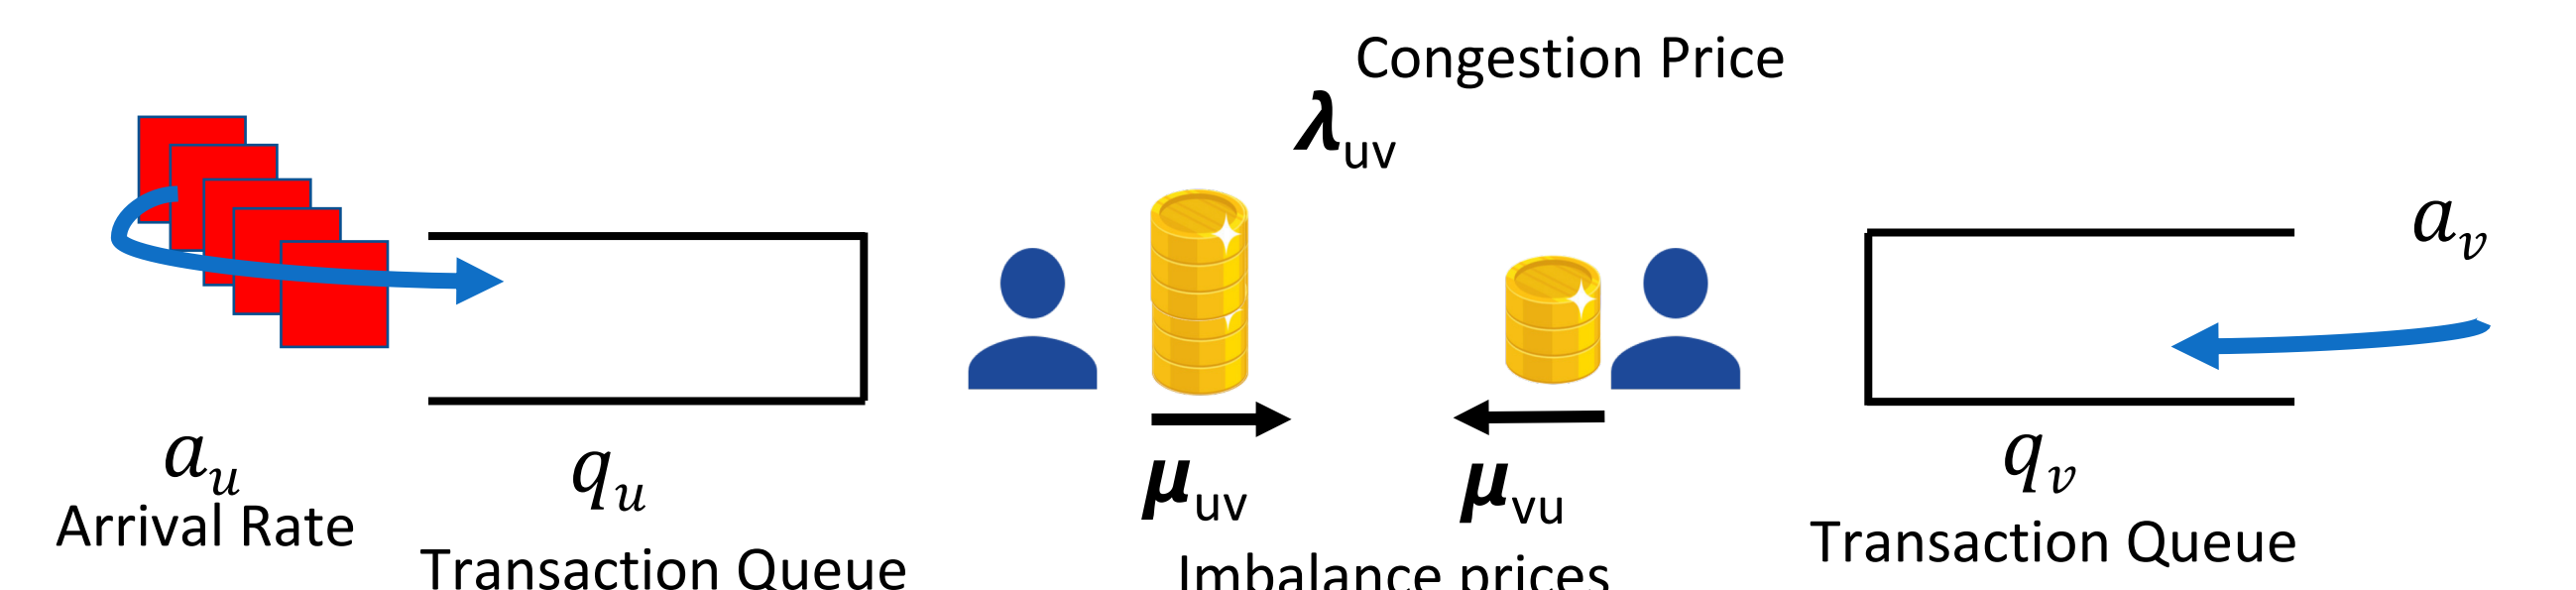 Congestion Price
λuv
av
au
Arrival Rate
qu
Transaction Queue
μuv
μvu
Imbalance prices
qv
Transaction Queue